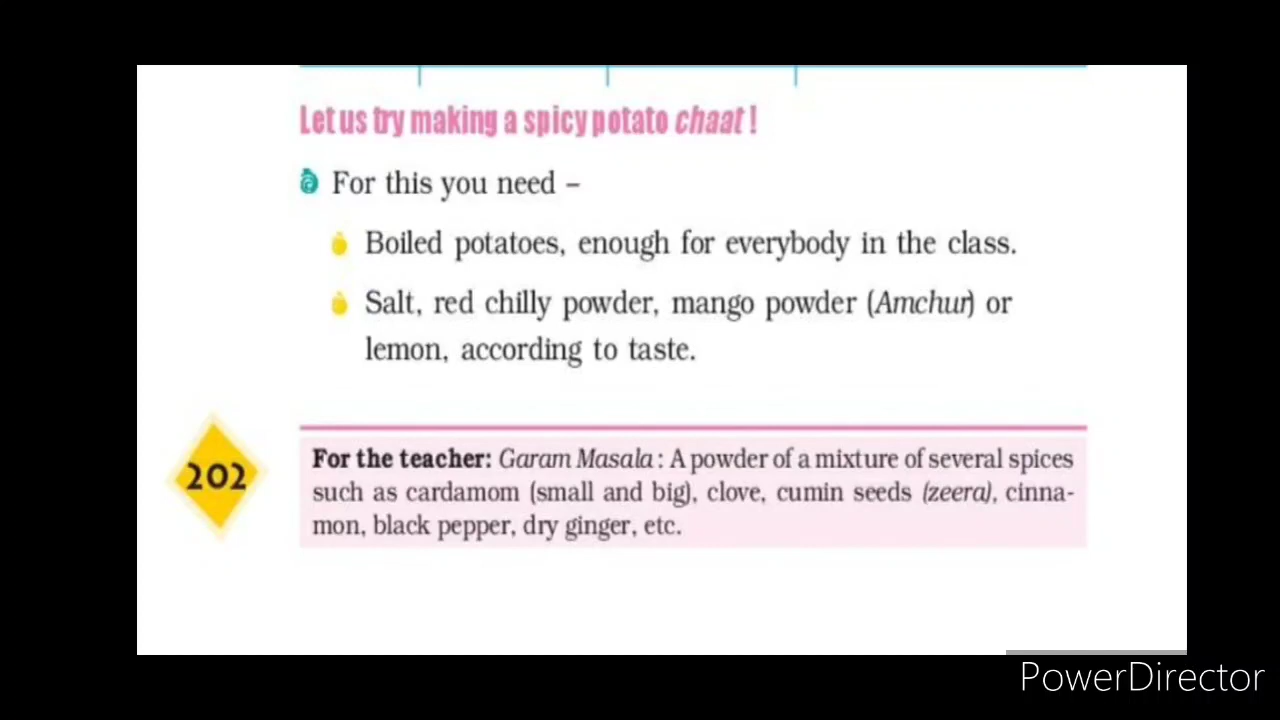 Let us try making a spicy potato chaat !
For this you need –
Boiled potatoes, enough for everybody in the class.
Salt, red chilly powder, mango powder (Amchur) or
lemon, according to taste.
202
For the teacher: Garam Masala : A powder of a mixture of several spices
such as cardamom (small and big), clove, cumin seeds (zeera), cinna-
mon, black pepper, dry ginger, etc.
PowerDirector